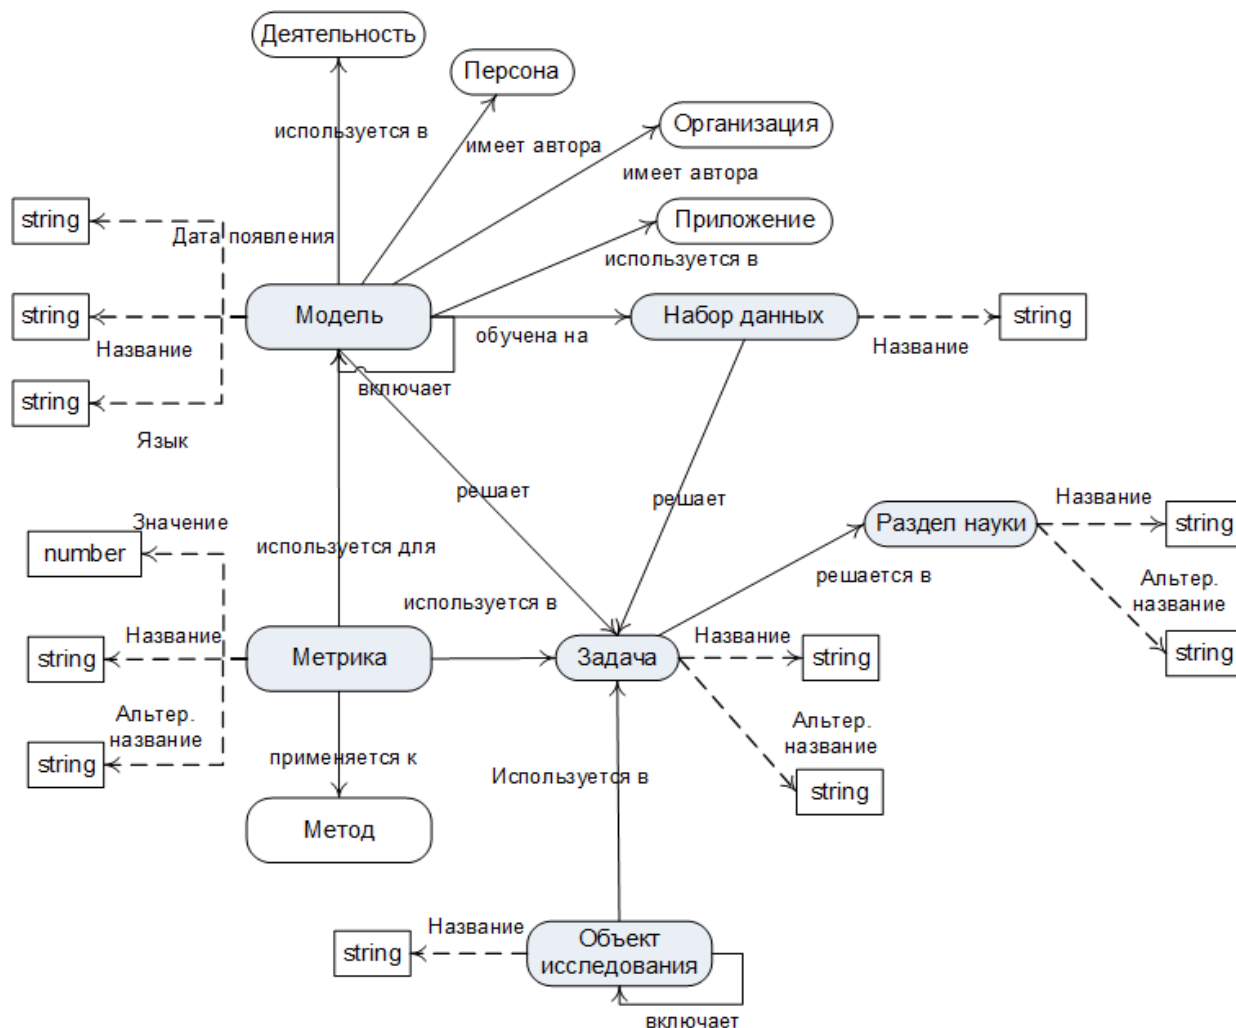 Деятельность
Персона
используется в
Организация
имеет автора
имеет автора
string
Дата появления
Приложение
используется в
string
Модель
Набор данных
string
обучена на
Название
Название
включает
string
Язык
решает
решает
Название
Значение
Раздел науки
string
number
используется для
решается в
Альтер.
название
используется в
string
Название
Название
string
Метрика
Задача
string
Альтер.
название
Альтер.
название
string
применяется к
Используется в
string
Метод
Название
Объект
исследования
string
включает